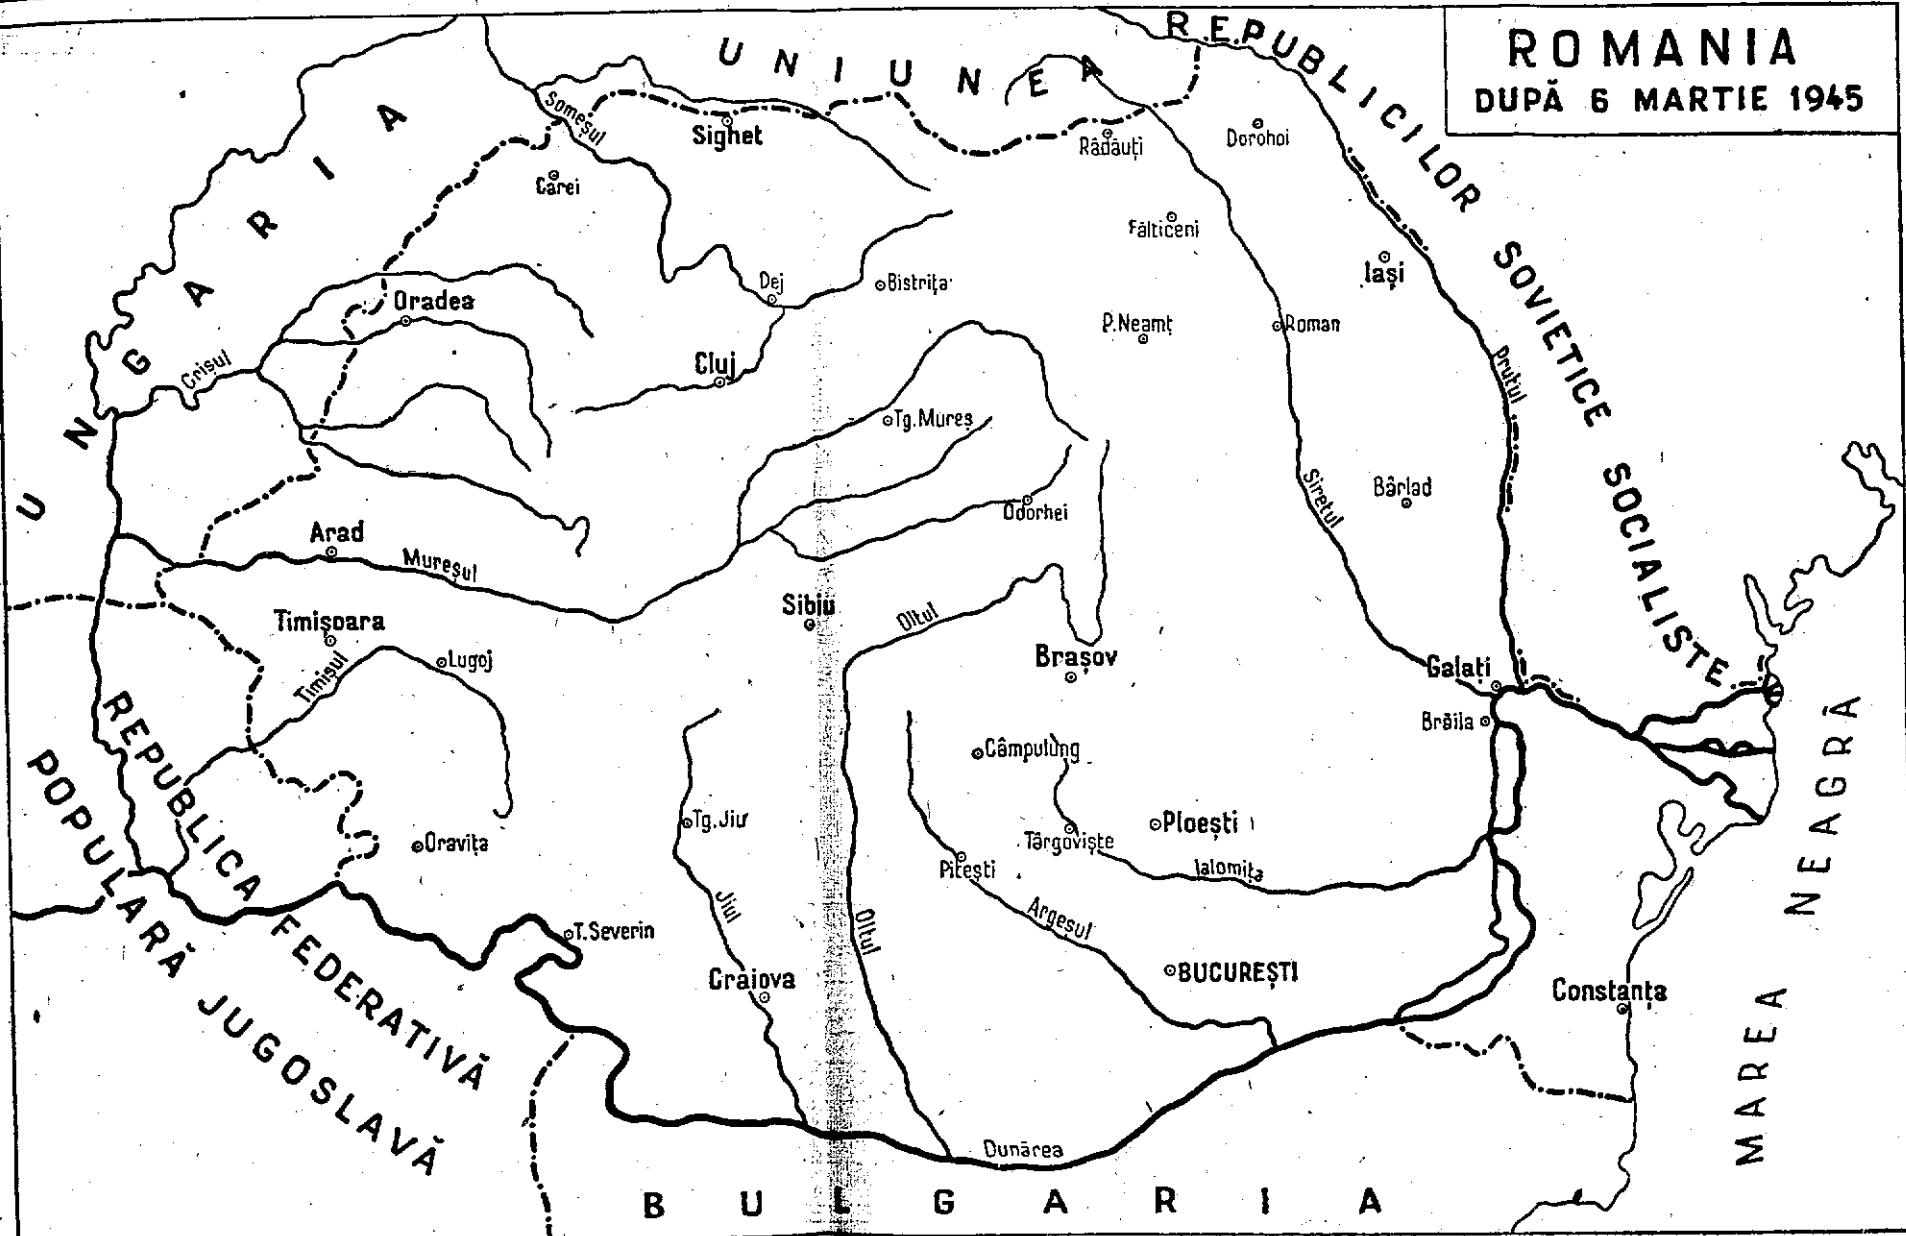 ROMANIA
DUPĂ 6 MARTIE 1945
UNIUNEA REPUBLICILOR SOVIETICE SOCIALISTE
UNGARIA
Someșul
Sighet
Rădăuți
Dorohoi
Carei
Fălticeni
Iași
Dej
Bistrița
Oradea
P.Neamț
Roman
Crișul
Cluj
Prutul
Tg.Mureș
Siretul
Bârlad
Odorhei
Arad
Mureșul
Sibiu
Oltul
Timișoara
Timișul
Lugoj
Brașov
Galați
Brăila
Câmpulung
REPUBLICA FEDERATIVĂ
POPULARĂ JUGOSLAVĂ
Tg.Jiu
Ploești
Oravița
Târgoviște
Pitești
Ialomița
Jiul
Oltul
Argeșul
T.Severin
Craiova
BUCUREȘTI
Constanța
MAREA NEAGRĂ
Dunărea
BULGARIA